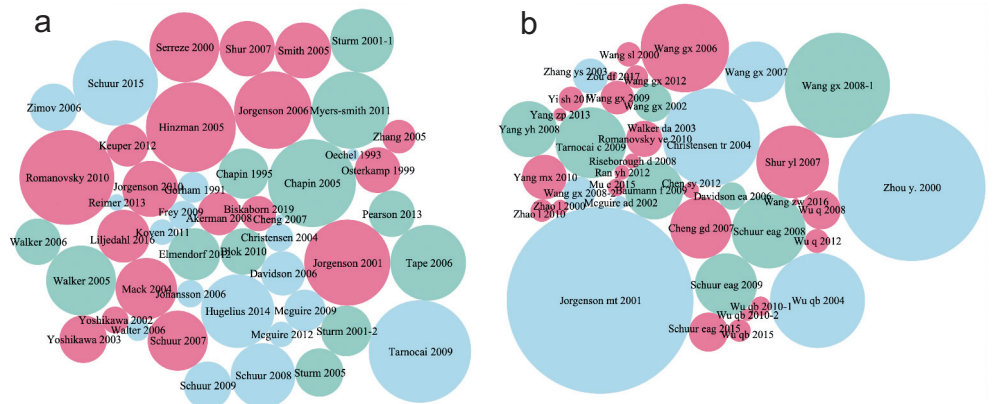 a
Serreze 2000
Shur 2007
Smith 2005
Sturm 2001-1
Schuur 2015
Zimov 2006
Hinzman 2005
Jorgenson 2006
Myers-smith 2011
Zhang 2005
Keuper 2012
Oechel 1993
Osterkamp 1999
Romanovsky 2010
Jorgenson 2010
Gorham 1991
Chapin 1995
Chapin 2005
Reimer 2013
Frey 2009
Biskaborn 2019
Akerman 2008
Cheng 2007
Pearson 2013
Walker 2006
Liljedahl 2016
Koven 2011
Christensen 2004
Elmendorf 2012
Blok 2010
Jorgenson 2001
Tape 2006
Walker 2005
Mack 2004
Johansson 2006
Davidson 2006
Hugelius 2014
Mcguire 2009
Yoshikawa 2002
Walter 2006
Yoshikawa 2003
Schuur 2007
Mcguire 2012
Sturm 2001-2
Tarnocai 2009
Schuur 2009
Schuur 2008
Sturm 2005
b
Wang sl 2000
Wang gx 2006
Zhang ys 2003
Zou df 2017
Wang gx 2012
Wang gx 2007
Wang gx 2008-1
Yi sh 201
Wang gx 2009
Wang gx 2002
Yang zp 2013
Yang yh 2008
Walker da 2003
Romanovsky ve 2010
Christensen tr 2004
Tarnocai c 2009
Riseborough d 2008
Shur yl 2007
Zhou y. 2000
Yang mx 2010
Ran yh 2012
Mu c 2015
Chen sy 2012
Wang gx 2008-2
Baumann f 2009
Davidson ea 2006
Mcguire ad 2002
Wang zw 2016
Zhao l 2000
Zhao l 2010
Wu q 2008
Cheng gd 2007
Schuur eag 2008
Wu q 2012
Schuur eag 2009
Jorgenson mt 2001
Wu qb 2004
Wu qb 2010-1
Wu qb 2010-2
Schuur eag 2015
Wu qb 2015